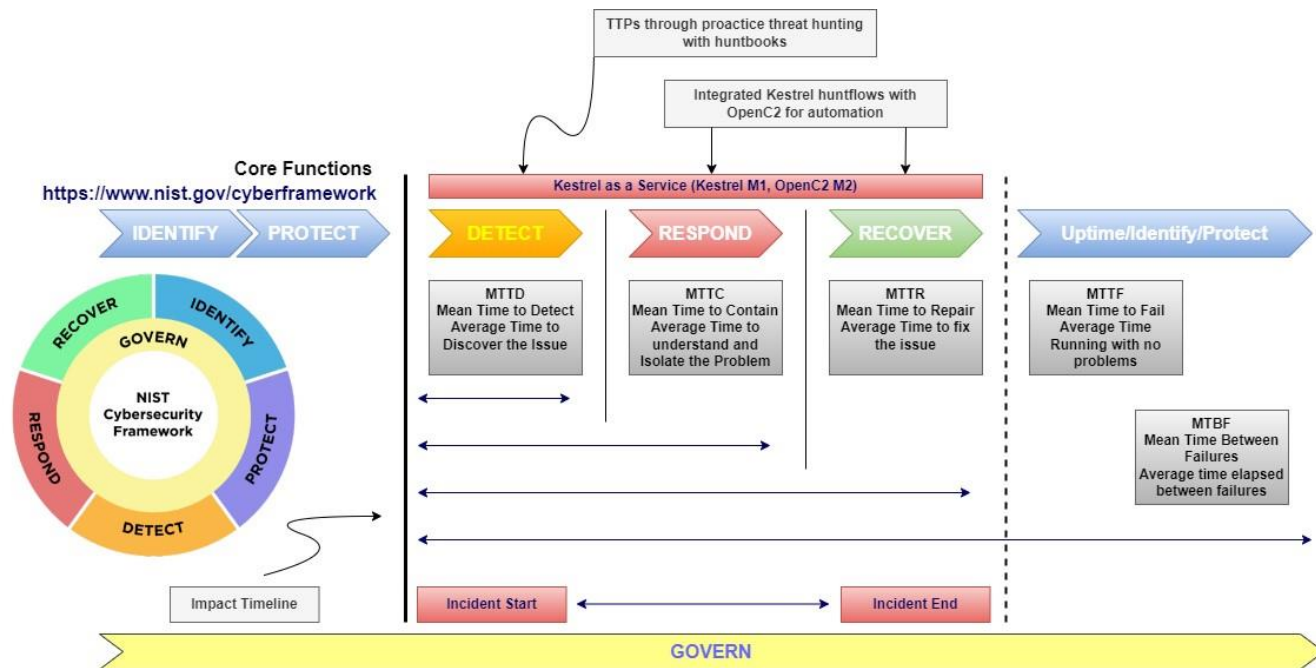 TTPs through proactice threat hunting
with huntbooks
Integrated Kestrel huntflows with
OpenC2 for automation
Core Functions
https://www.nist.gov/cyberframework
Kestrel as a Service (Kestrel M1, OpenC2 M2)
IDENTIFY
PROTECT
DETECT
RESPOND
RECOVER
Uptime/Identify/Protect
MTTD
Mean Time to Detect
Average Time to
Discover the Issue
MTTC
Mean Time to Contain
Average Time to
understand and
Isolate the Problem
MTTR
Mean Time to Repair
Average Time to fix
the issue
MTTF
Mean Time to Fail
Average Time
Running with no
problems
MTBF
Mean Time Between
Failures
Average time elapsed
between failures
RECOVER
IDENTIFY
GOVERN
NIST
Cybersecurity
Framework
RESPOND
PROTECT
DETECT
Impact Timeline
Incident Start
Incident End
GOVERN